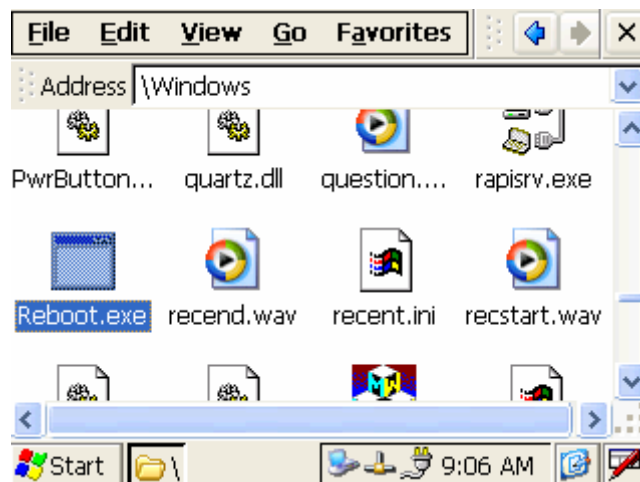 File Edit View Go Favorites
Address \Windows
PwrButton... quartz.dll question.... rapisrv.exe
Reboot.exe recend.wav recent.ini recstart.wav
Start \ 9:06 AM